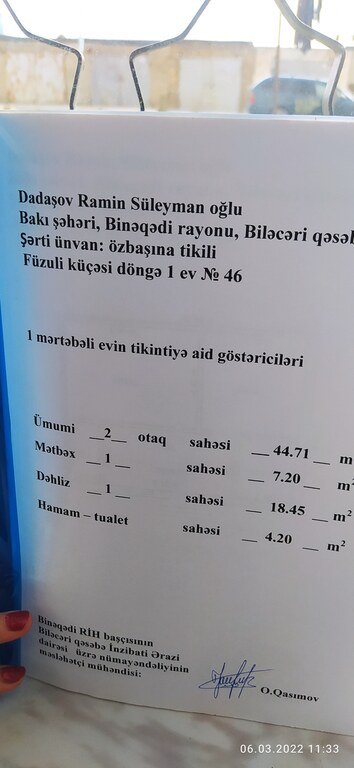 Dadaşov Ramin Süleyman oğlu
Bakı şəhəri, Binəqədi rayonu, Biləcəri qəsəb
Şərti ünvan: özbaşına tikili
Füzuli küçəsi döngə 1 ev № 46
1 mərtəbəli evin tikintiyə aid göstəriciləri
Ümumi __2__ otaq sahəsi __ 44.71 __ m
Mətbəx __1__ sahəsi __ 7.20 __ m²
Dəhliz __1__ sahəsi __ 18.45 __ m²
Hamam – tualet sahəsi __ 4.20 __ m²
Binəqədi RİH başçısının
Biləcəri qəsəbə İnzibati Ərazi
dairəsi üzrə nümayəndəliyinin
məsləhətçi mühəndisi: O.Qasımov
06.03.2022 11:33